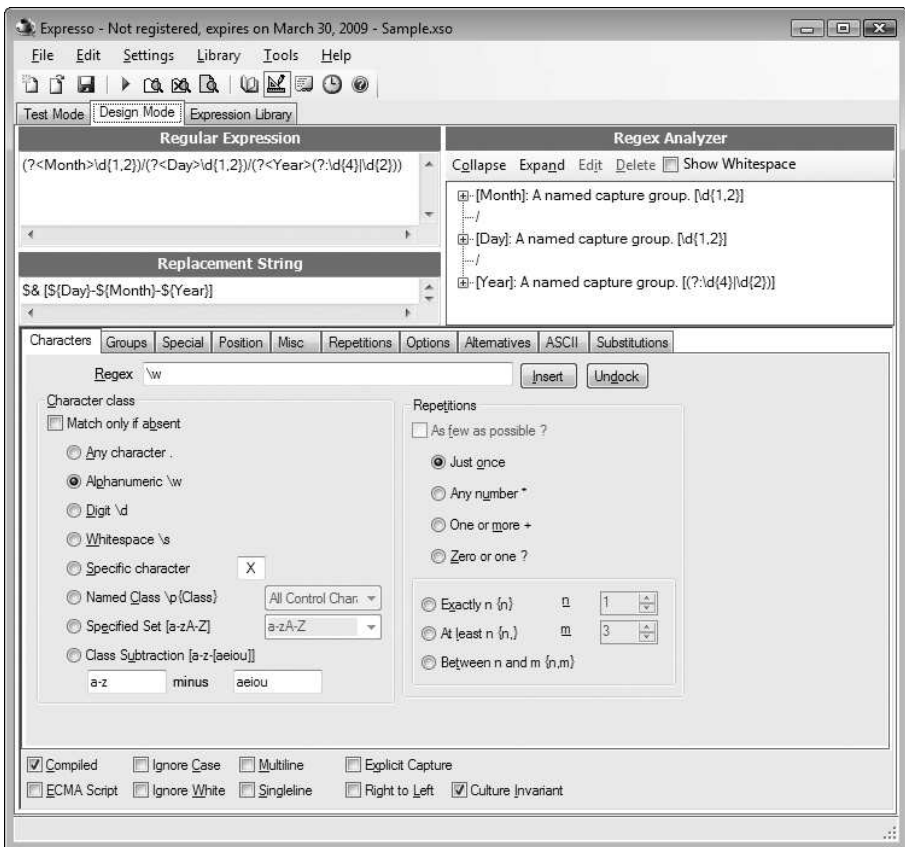 Expresso - Not registered, expires on March 30, 2009 - Sample.xso
File Edit Settings Library Tools Help
Test Mode Design Mode Expression Library
Regular Expression
(?<Month>\d{1,2})/(?<Day>\d{1,2})/(?<Year>(?:\d{4}|\d{2}))
Replacement String
$& [${Day}-${Month}-${Year}]
Regex Analyzer
Collapse Expand Edit Delete Show Whitespace
[Month]: A named capture group. [\d{1,2}]
/
[Day]: A named capture group. [\d{1,2}]
/
[Year]: A named capture group. [(?:\d{4}|\d{2})]
Characters Groups Special Position Misc Repetitions Options Alternatives ASCII Substitutions
Regex \w Insert Undock
Character class
Match only if absent
Any character .
Alphanumeric \w
Digit \d
Whitespace \s
Specific character X
Named Class \p{Class} All Control Char
Specified Set [a-zA-Z] a-zA-Z
Class Subtraction [a-z-[aeiou]]
a-z minus aeiou
Repetitions
As few as possible ?
Just once
Any number *
One or more +
Zero or one ?
Exactly n {n} n 1
At least n {n,} m 3
Between n and m {n,m}
Compiled Ignore Case Multiline Explicit Capture
ECMA Script Ignore White Singleline Right to Left Culture Invariant